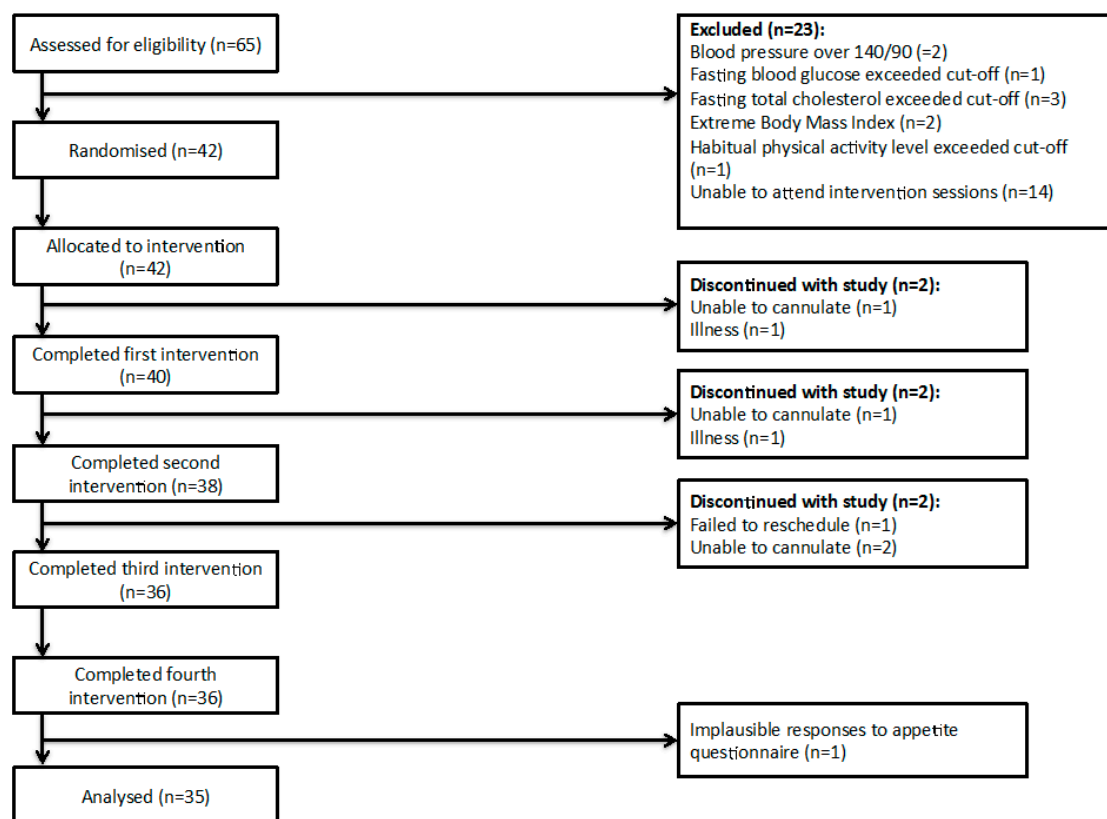 Assessed for eligibility (n=65)
Excluded (n=23):
Blood pressure over 140/90 (=2)
Fasting blood glucose exceeded cut-off (n=1)
Fasting total cholesterol exceeded cut-off (n=3)
Extreme Body Mass Index (n=2)
Habitual physical activity level exceeded cut-off
(n=1)
Unable to attend intervention sessions (n=14)
Randomised (n=42)
Allocated to intervention
(n=42)
Discontinued with study (n=2):
Unable to cannulate (n=1)
Illness (n=1)
Completed first intervention
(n=40)
Discontinued with study (n=2):
Unable to cannulate (n=1)
Illness (n=1)
Completed second
intervention (n=38)
Discontinued with study (n=2):
Failed to reschedule (n=1)
Unable to cannulate (n=2)
Completed third intervention
(n=36)
Completed fourth
intervention (n=36)
Implausible responses to appetite
questionnaire (n=1)
Analysed (n=35)